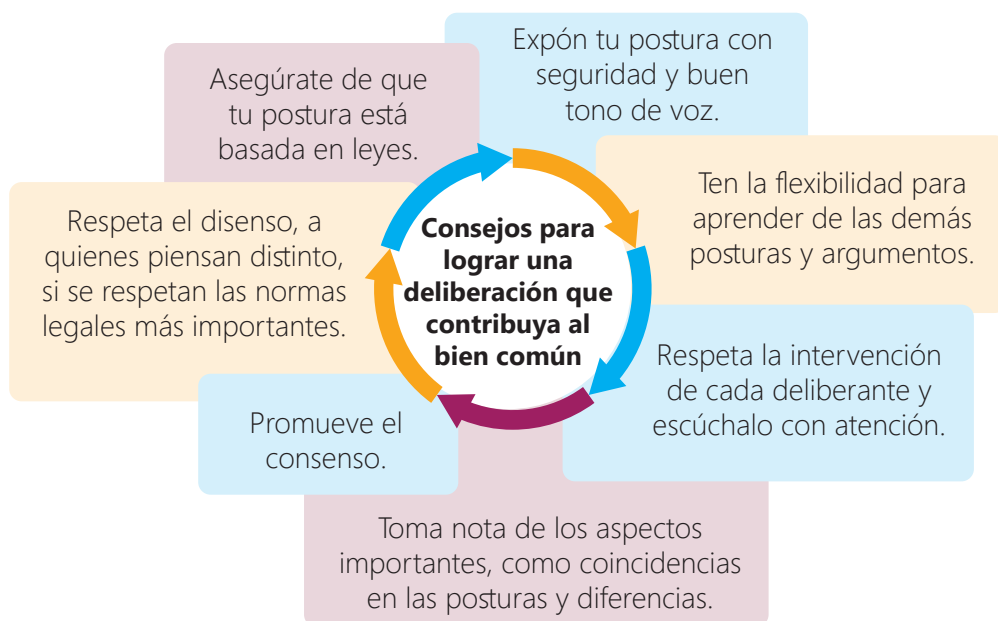 Consejos para
lograr una
deliberación que
contribuya al
bien común
Asegúrate de que
tu postura está
basada en leyes.
Expón tu postura con
seguridad y buen
tono de voz.
Ten la flexibilidad para
aprender de las demás
posturas y argumentos.
Respeta la intervención
de cada deliberante y
escúchalo con atención.
Toma nota de los aspectos
importantes, como coincidencias
en las posturas y diferencias.
Promueve el
consenso.
Respeta el disenso, a
quienes piensan distinto,
si se respetan las normas
legales más importantes.